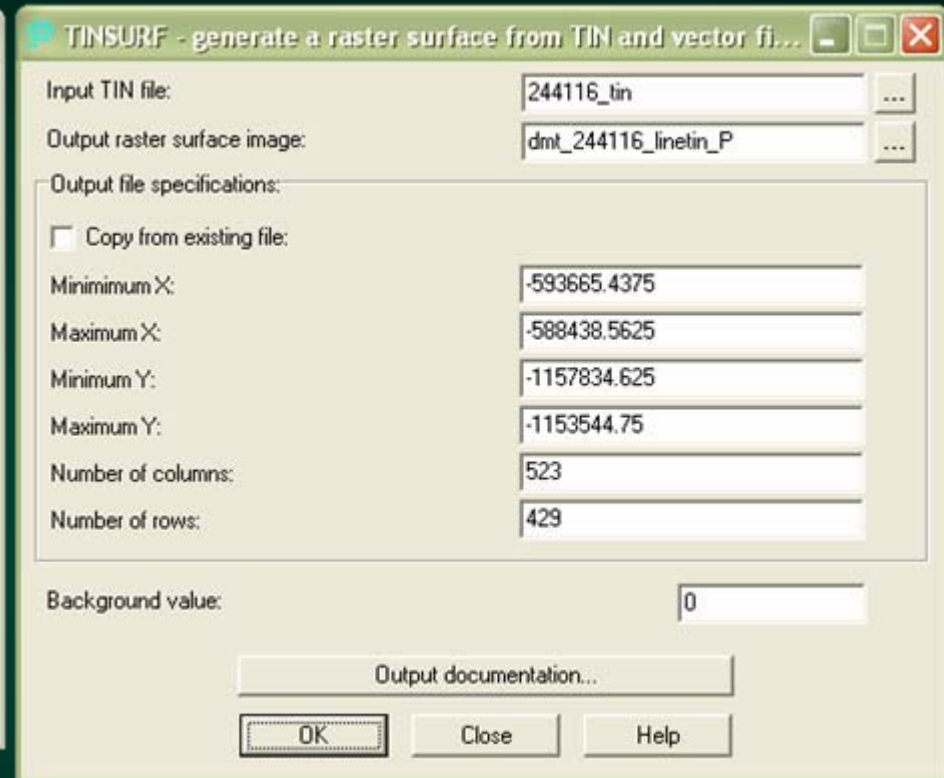 TINSURF - generate a raster surface from TIN and vector fi...
Input TIN file: 244116_tin ...
Output raster surface image: dmt_244116_linetin_P ...
Output file specifications:
Copy from existing file:
Minimimum X: -593665.4375
Maximum X: -588438.5625
Minimum Y: -1157834.625
Maximum Y: -1153544.75
Number of columns: 523
Number of rows: 429
Background value: 0
Output documentation...
OK Close Help